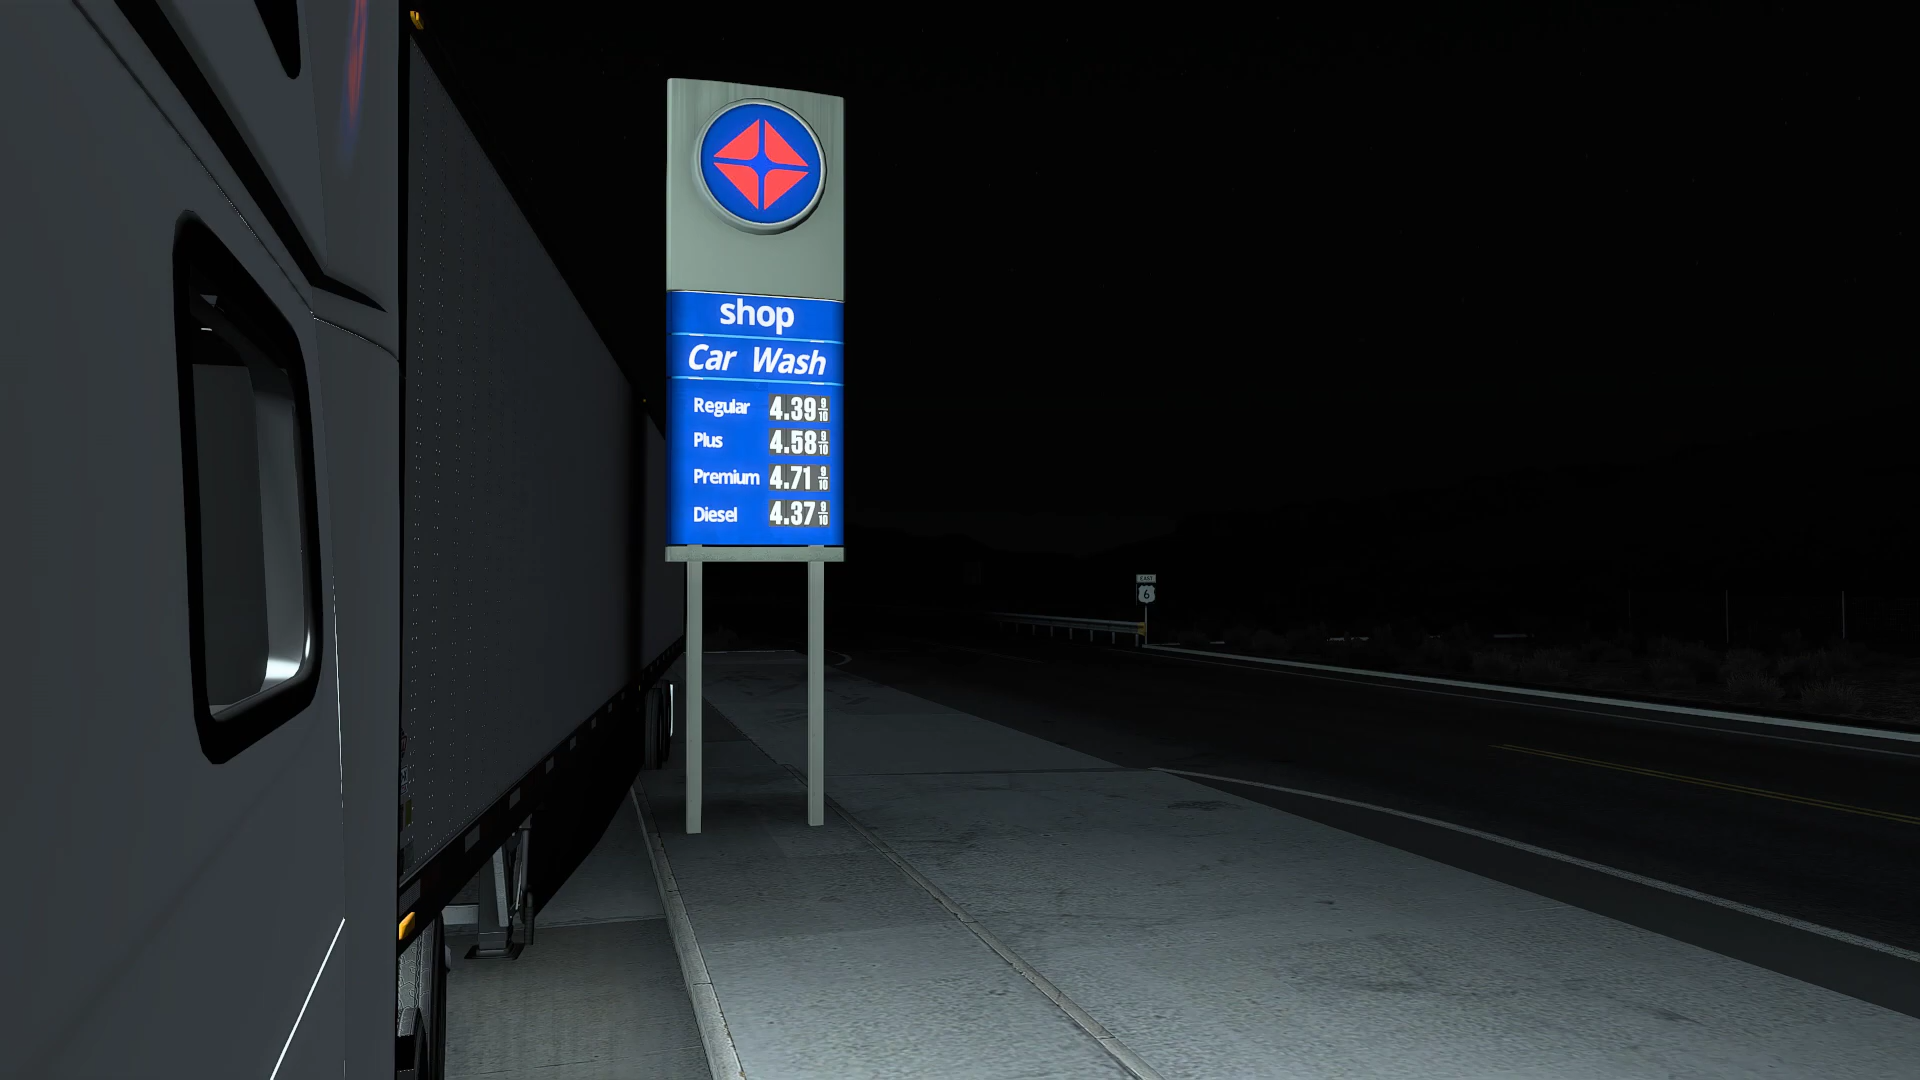 shop
Car Wash
Regular 4.39 9/10
Plus 4.58 9/10
Premium 4.71 9/10
Diesel 4.37 9/10
EAST
6